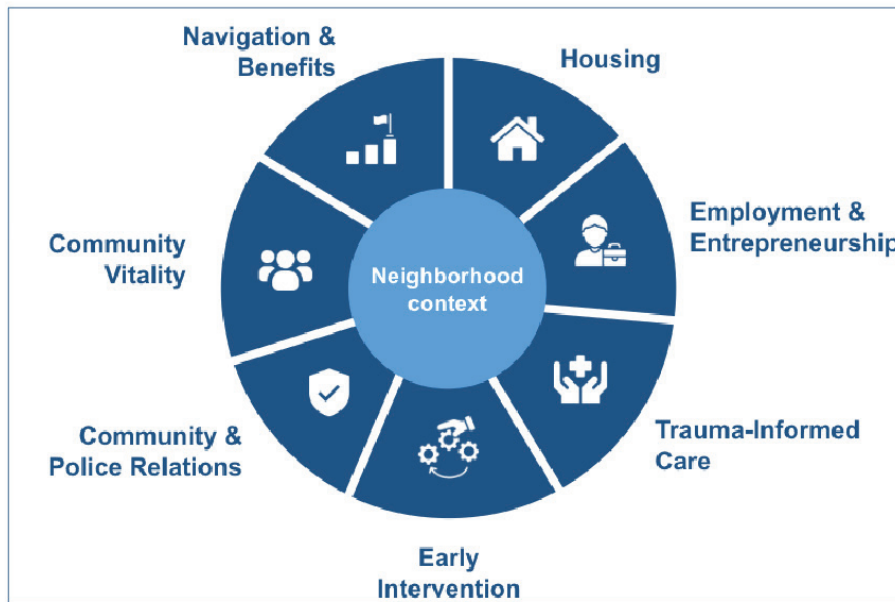 Navigation &
Benefits
Housing
Employment &
Entrepreneurship
Trauma-Informed
Care
Early
Intervention
Community &
Police Relations
Community
Vitality
Neighborhood
context